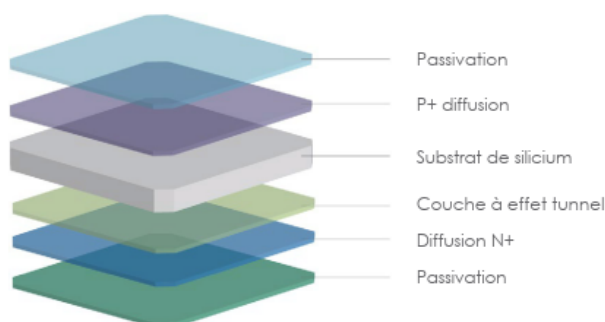 Passivation
P+ diffusion
Substrat de silicium
Couche à effet tunnel
Diffusion N+
Passivation